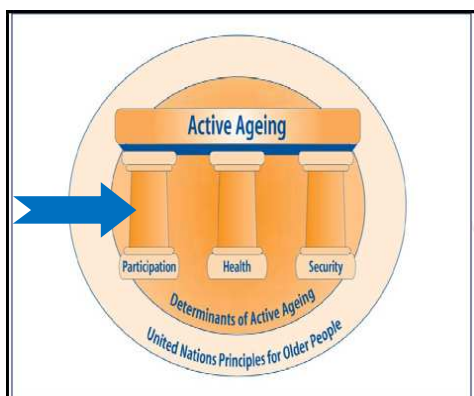 Active Ageing
Participation
Health
Security
Determinants of Active Ageing
United Nations Principles for Older People